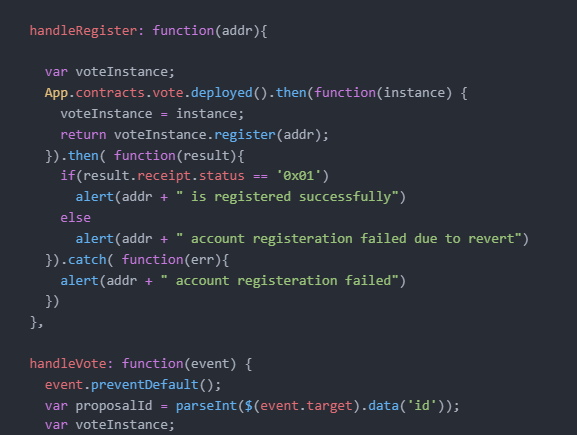 handleRegister: function(addr){
var voteInstance;
App.contracts.vote.deployed().then(function(instance) {
voteInstance = instance;
return voteInstance.register(addr);
}).then( function(result){
if(result.receipt.status == '0x01')
alert(addr + " is registered successfully")
else
alert(addr + " account registeration failed due to revert")
}).catch( function(err){
alert(addr + " account registeration failed")
})
},
handleVote: function(event) {
event.preventDefault();
var proposalId = parseInt($(event.target).data('id'));
var voteInstance;